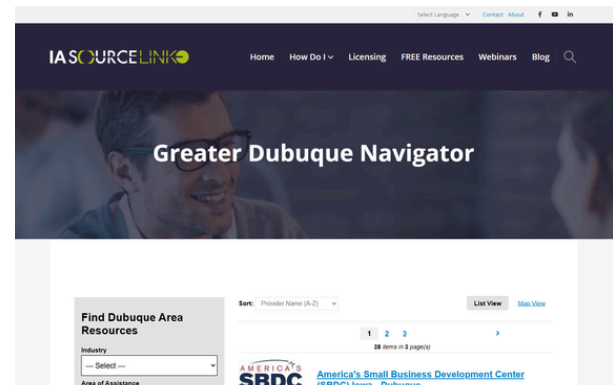 Select Language
Contact About
IASOURCELINK
Home How Do I Licensing FREE Resources Webinars Blog
Greater Dubuque Navigator
Find Dubuque Area
Resources
Industry
--- Select ---
Area of Assistance
Sort: Provider Name (A-Z)
List View Map View
1 2 3 >
28 items in 3 page(s)
AMERICA'S
SBDC
America's Small Business Development Center
(SBDC) Iowa - Dubuque